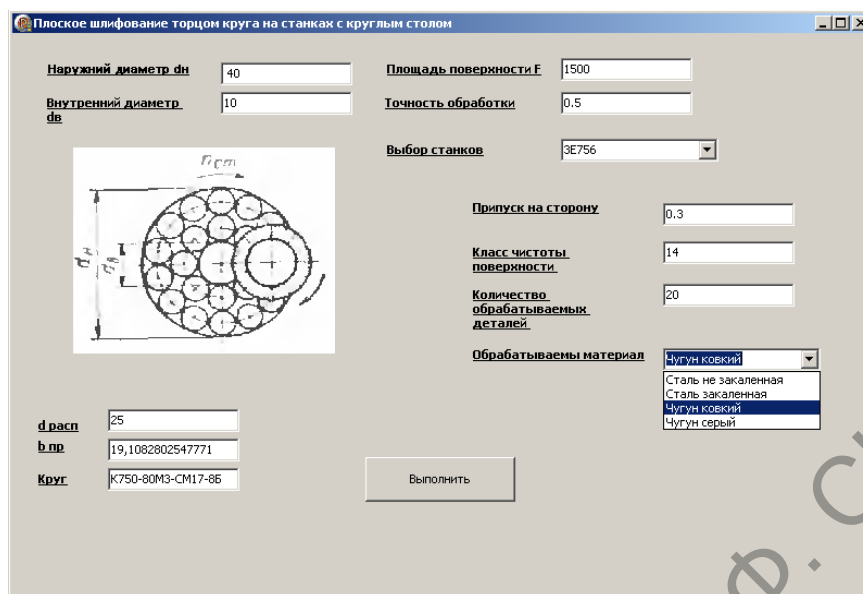 Плоское шлифование торцом круга на станках с круглым столом
Наружний диаметр dн
40
Площадь поверхности F
1500
Внутренний диаметр
dв
10
Точность обработки
0.5
Выбор станков
3Е756
nст
dн
dв
Припуск на сторону
0.3
Класс чистоты
поверхности
14
Количество
обрабатываемых
деталей
20
Обрабатываемы материал
Чугун ковкий
Сталь не закаленная
Сталь закаленная
Чугун ковкий
Чугун серый
d расп
25
b пр
19,1082802547771
Круг
К750-80М3-СМ17-8Б
Выполнить
Ф. С